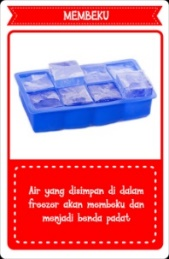 MEMBEKU
Air yang disimpan di dalam
freezer akan membeku dan
menjadi benda padat